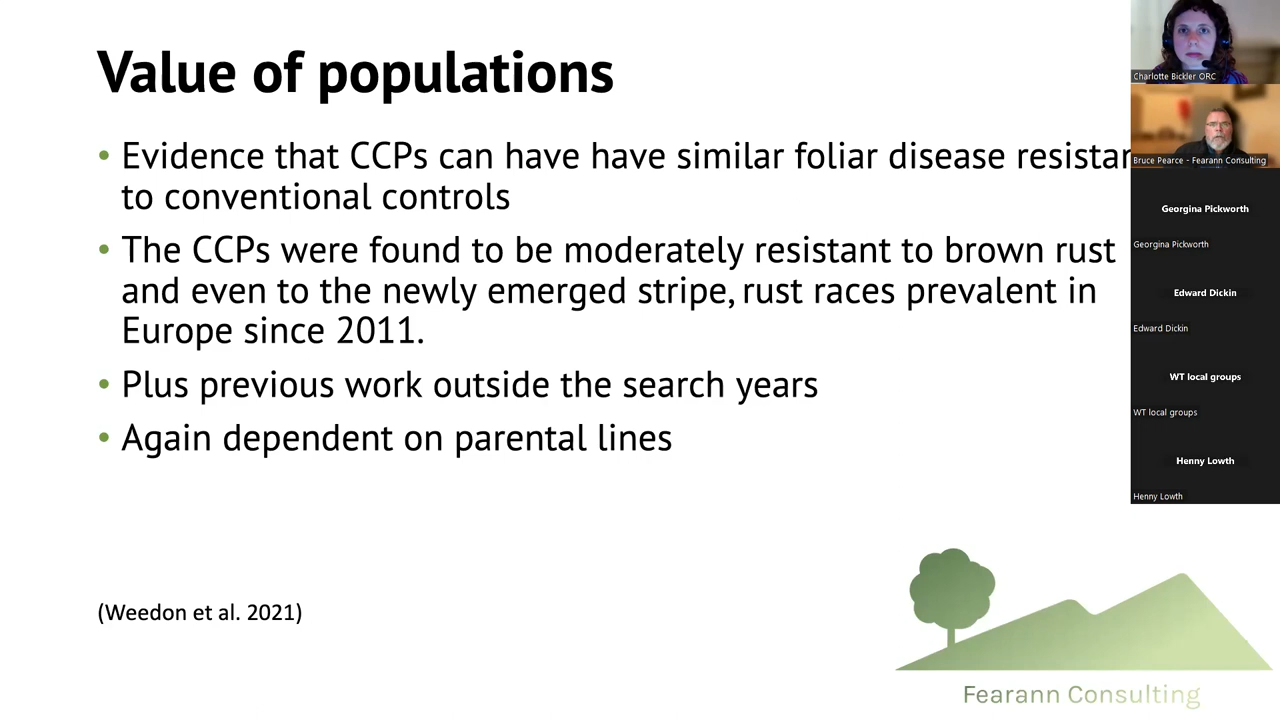 Value of populations
• Evidence that CCPs can have have similar foliar disease
to conventional controls
• The CCPs were found to be moderately resistant to brown rust
and even to the newly emerged stripe, rust races prevalent in
Europe since 2011.
• Plus previous work outside the search years
• Again dependent on parental lines
(Weedon et al. 2021)
Fearann Consulting
Charlotte Bickler ORC
Bruce Pearce - Fearann Consulting
Georgina Pickworth
Georgina Pickworth
Edward Dickin
Edward Dickin
WT local groups
WT local groups
Henny Lowth
Henny Lowth